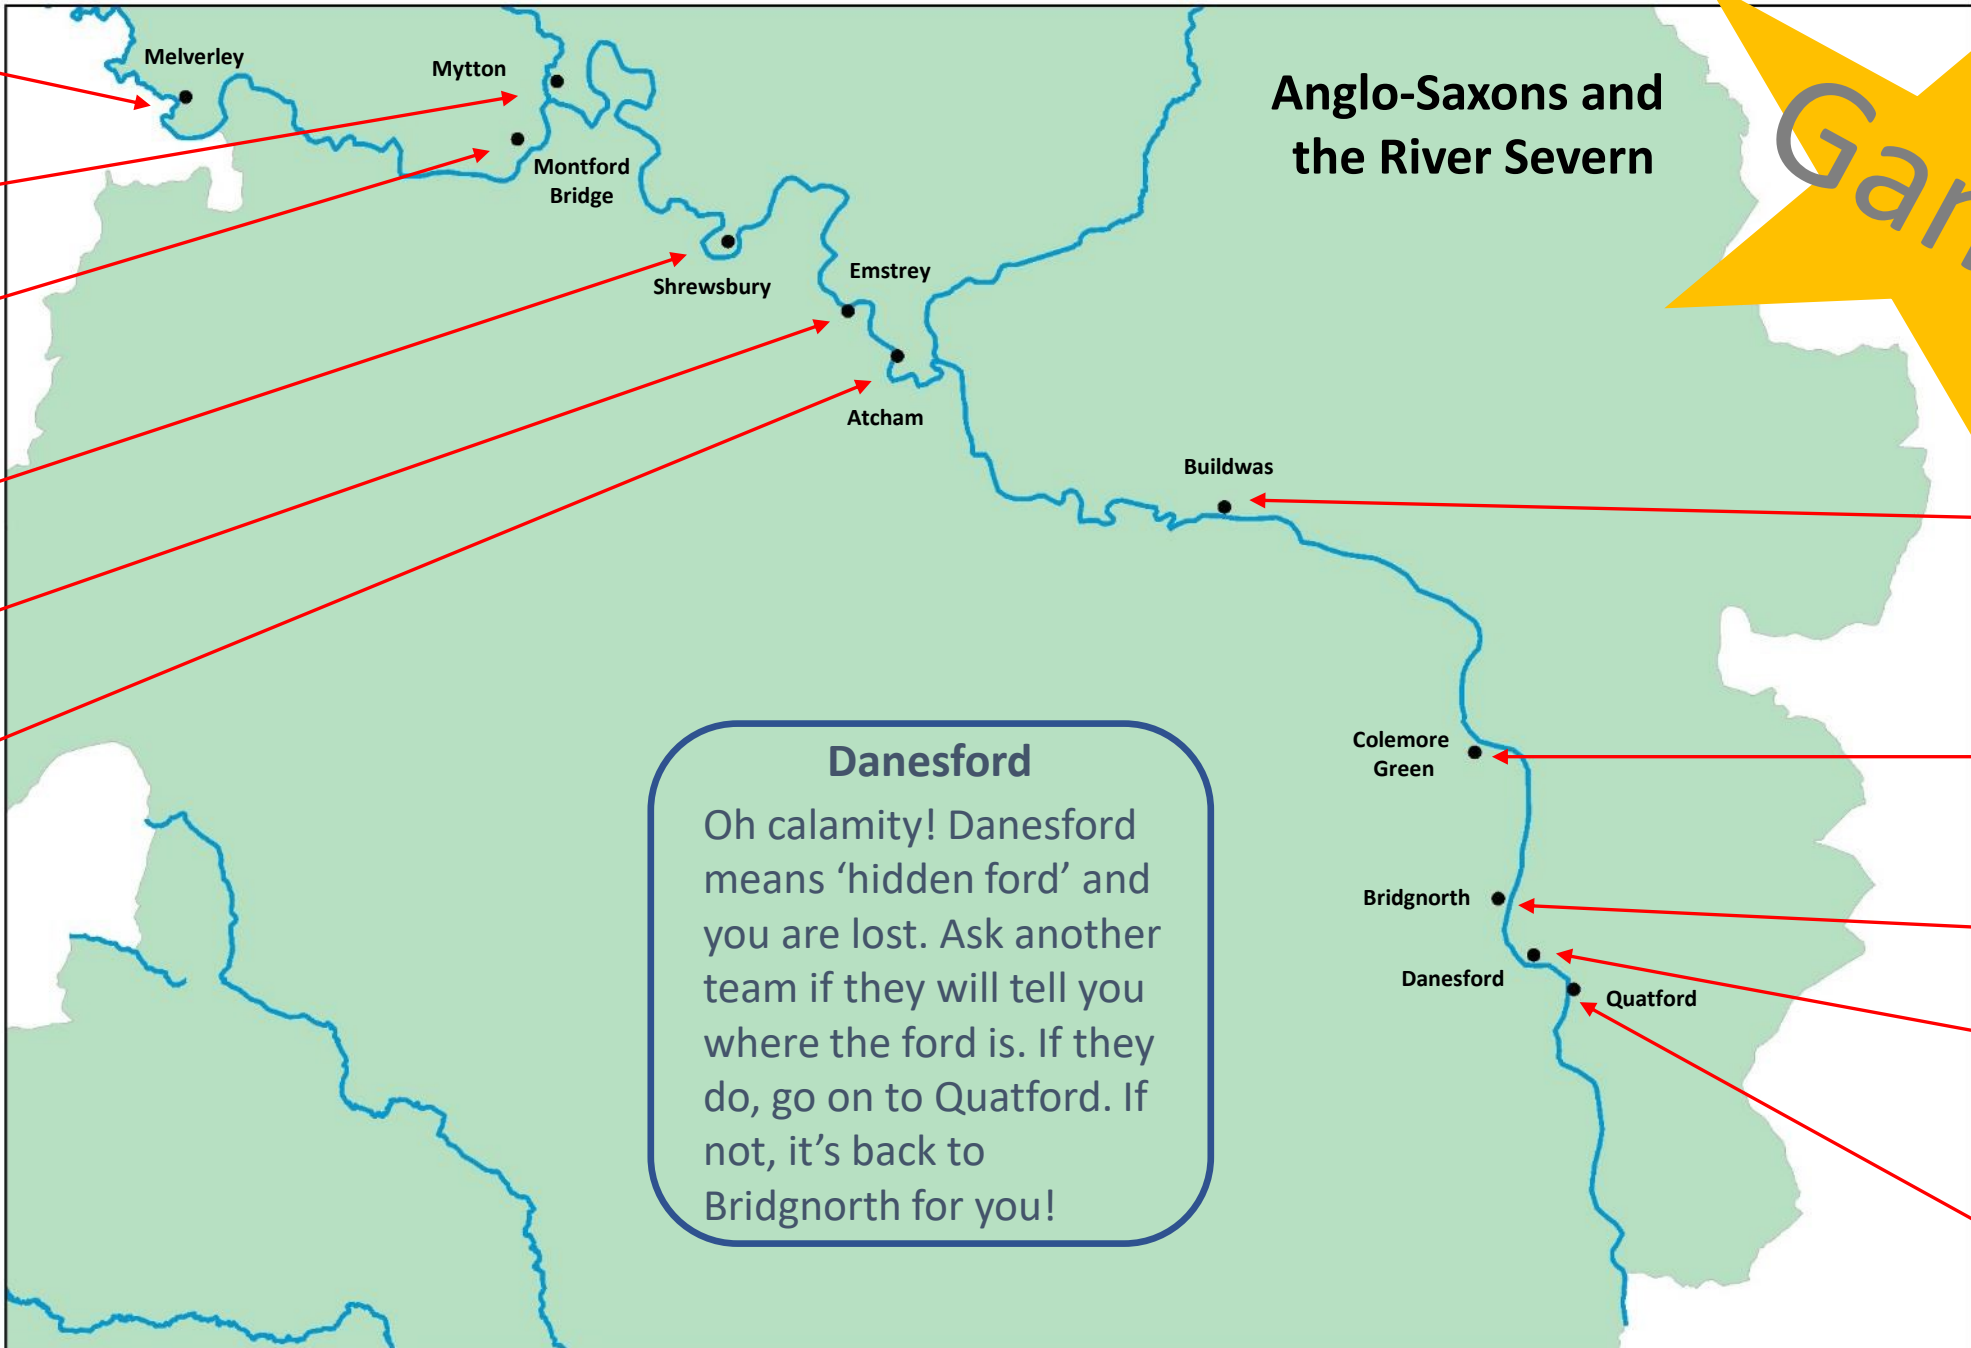 Anglo-Saxons and
the River Severn
Melverley
Mytton
Montford
Bridge
Shrewsbury
Emstrey
Atcham
Buildwas
Colemore
Green
Bridgnorth
Danesford
Quatford
Danesford
Oh calamity! Danesford
means ‘hidden ford’ and
you are lost. Ask another
team if they will tell you
where the ford is. If they
do, go on to Quatford. If
not, it’s back to
Bridgnorth for you!